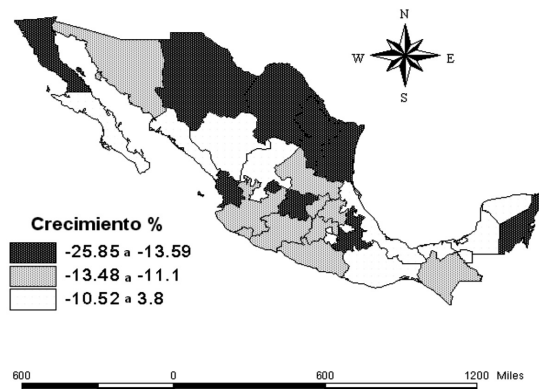 N
W E
S
Crecimiento %
-25.85 a -13.59
-13.48 a -11.1
-10.52 a 3.8
600 0 600 1200 Miles